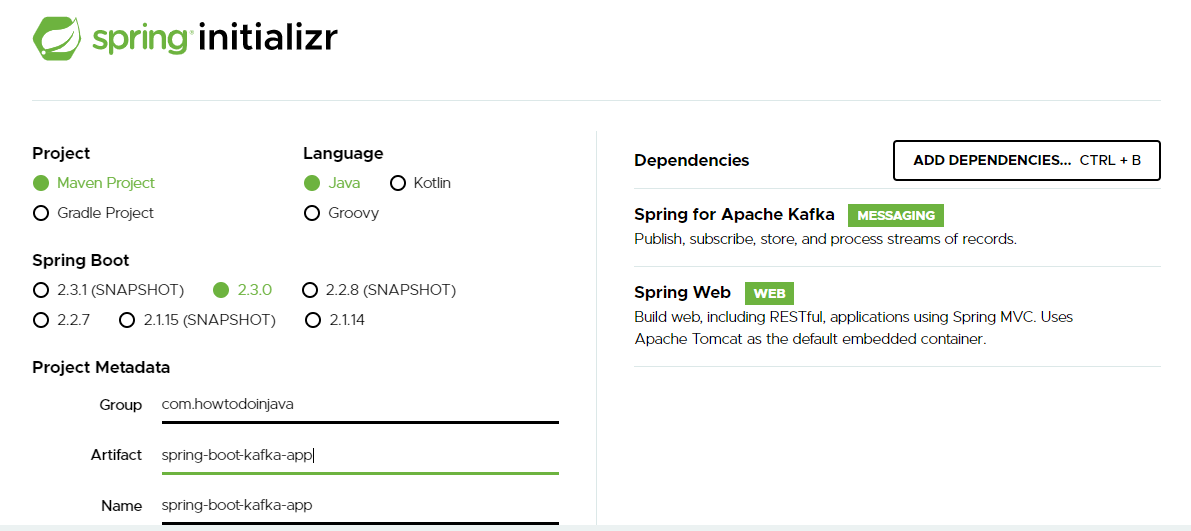 spring initializr
Project
Maven Project
Gradle Project
Language
Java Kotlin
Groovy
Spring Boot
2.3.1 (SNAPSHOT) 2.3.0 2.2.8 (SNAPSHOT)
2.2.7 2.1.15 (SNAPSHOT) 2.1.14
Project Metadata
Group com.howtodoinjava
Artifact spring-boot-kafka-app
Name spring-boot-kafka-app
Dependencies ADD DEPENDENCIES... CTRL + B
Spring for Apache Kafka MESSAGING
Publish, subscribe, store, and process streams of records.
Spring Web WEB
Build web, including RESTful, applications using Spring MVC. Uses
Apache Tomcat as the default embedded container.